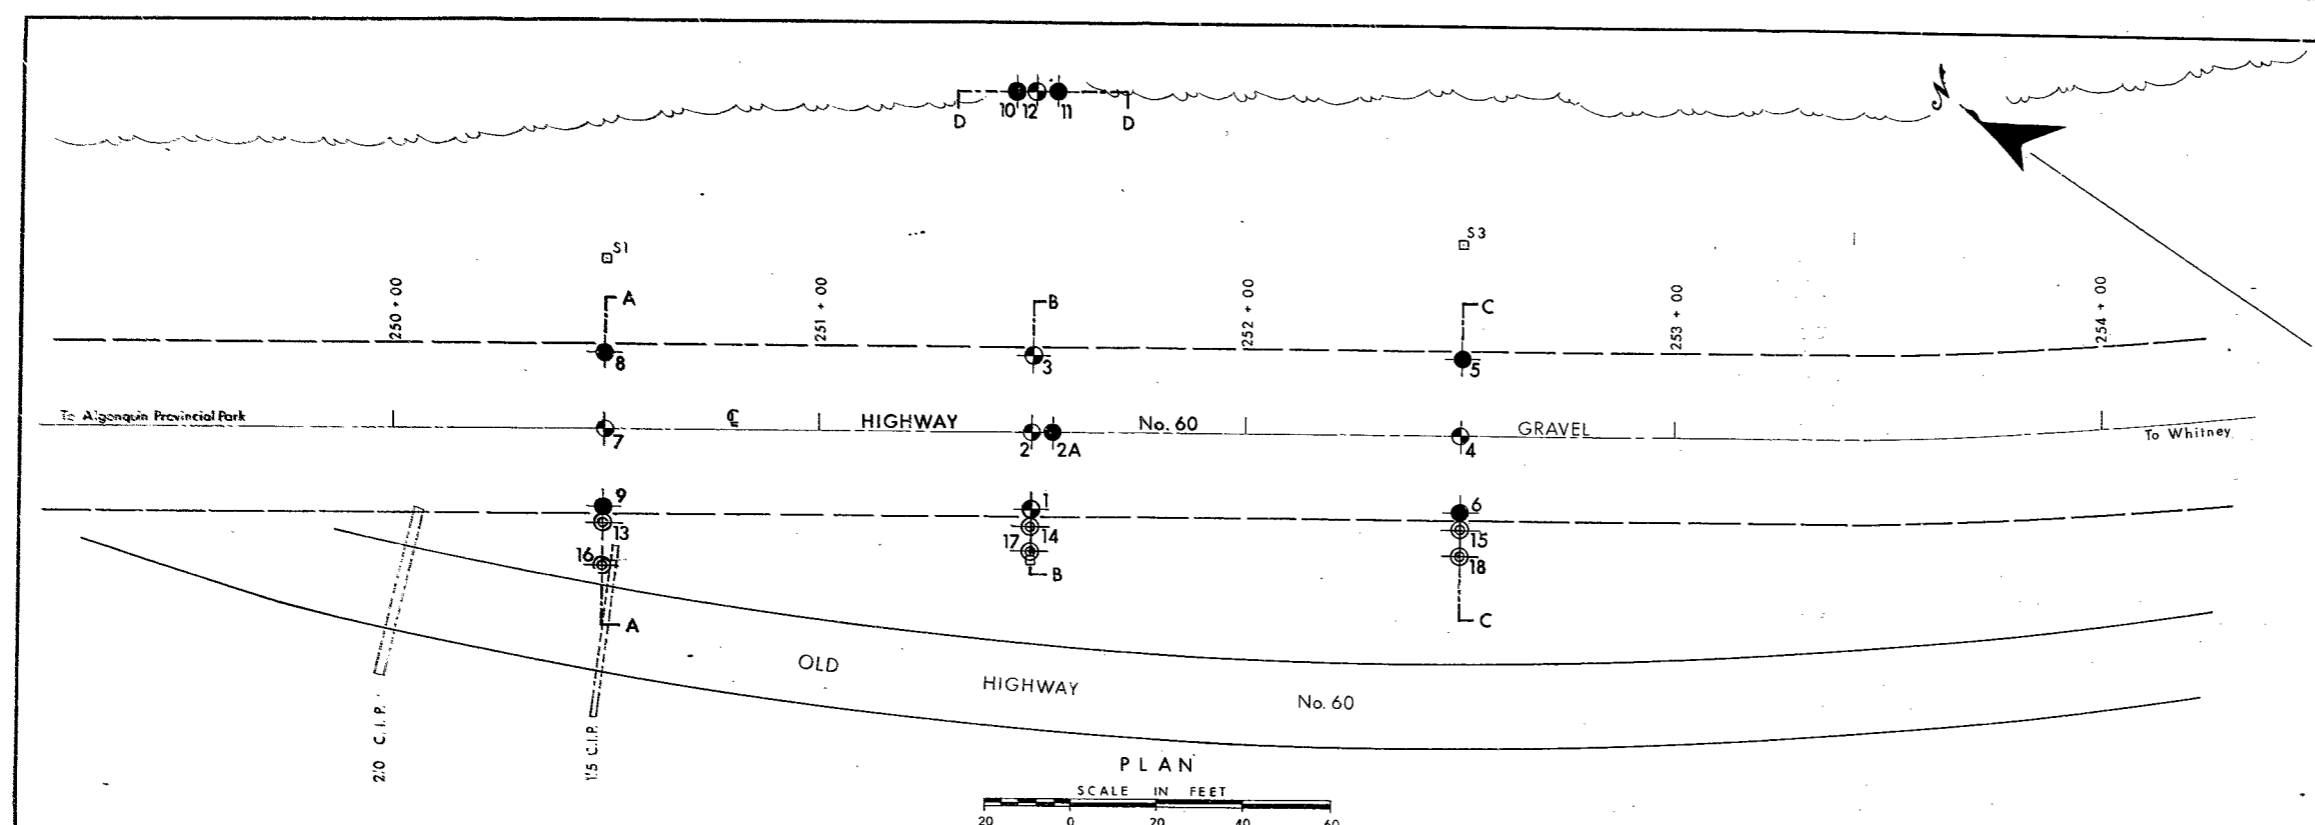 N
10 12 11
D D
S1 S3
250 + 00 251 + 00 252 + 00 253 + 00 254 + 00
A B C
8 3 5
To Algonquin Provincial Park ℄ HIGHWAY No. 60 GRAVEL To Whitney
7 2 2A 4
9 1 6
13 14 15
16 17 18
B
A C
OLD HIGHWAY No. 60
2.0 C.I.P. 1.5 C.I.P.
PLAN
SCALE IN FEET
20 0 20 40 60